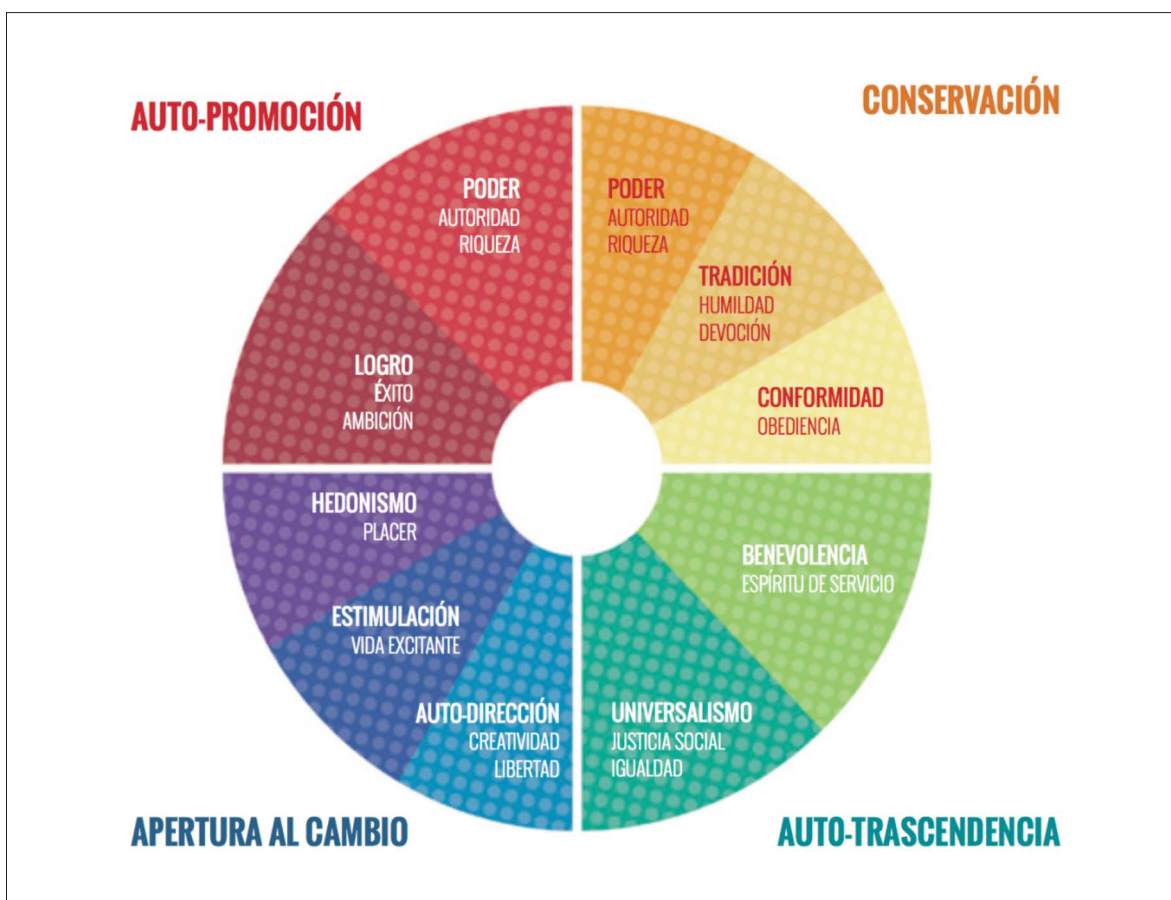 AUTO-PROMOCIÓN
CONSERVACIÓN
PODER
AUTORIDAD
RIQUEZA
PODER
AUTORIDAD
RIQUEZA
TRADICIÓN
HUMILDAD
DEVOCIÓN
LOGRO
ÉXITO
AMBICIÓN
CONFORMIDAD
OBEDIENCIA
HEDONISMO
PLACER
BENEVOLENCIA
ESPÍRITU DE SERVICIO
ESTIMULACIÓN
VIDA EXCITANTE
AUTO-DIRECCIÓN
CREATIVIDAD
LIBERTAD
UNIVERSALISMO
JUSTICIA SOCIAL
IGUALDAD
APERTURA AL CAMBIO
AUTO-TRASCENDENCIA